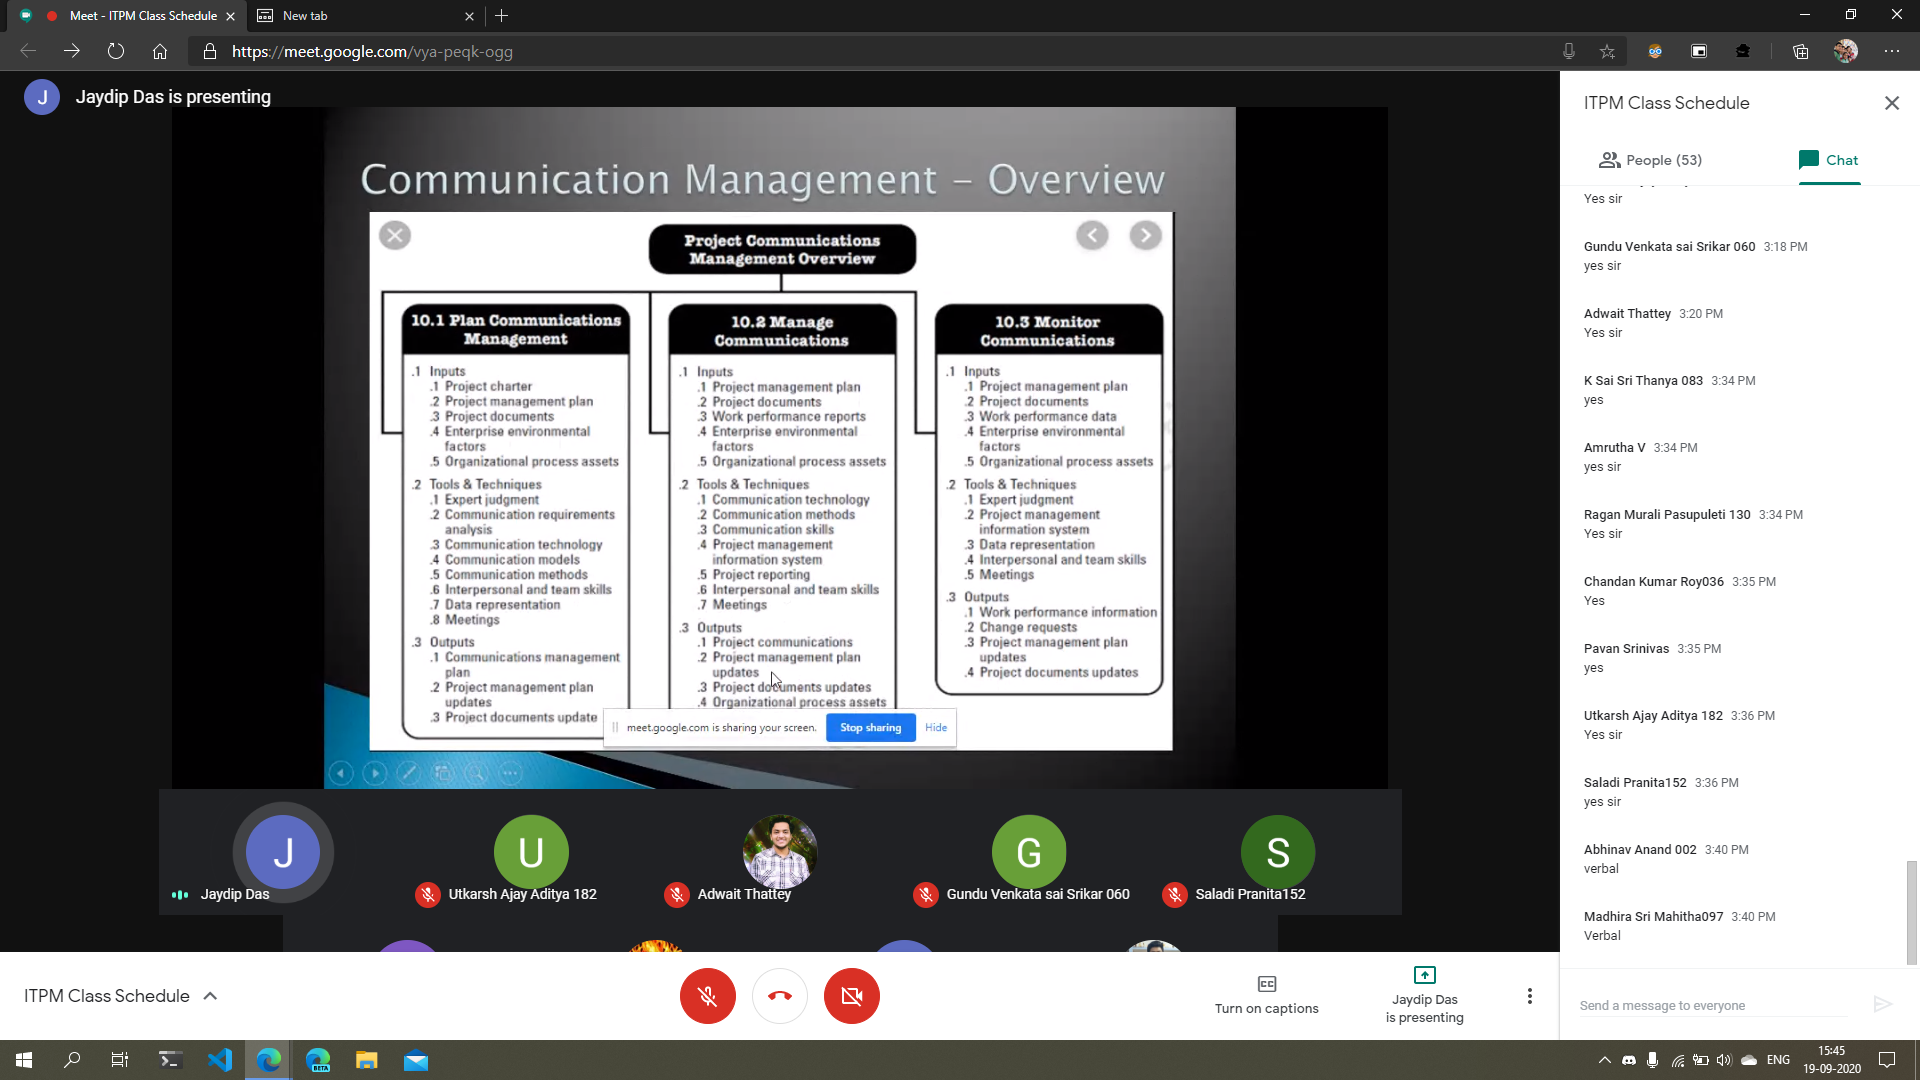 Meet - ITPM Class Schedule
New tab
https://meet.google.com/vya-peqk-ogg
J
Jaydip Das is presenting
Communication Management – Overview
Project Communications
Management Overview
10.1 Plan Communications
Management
.1 Inputs
.1 Project charter
.2 Project management plan
.3 Project documents
.4 Enterprise environmental
factors
.5 Organizational process assets
.2 Tools & Techniques
.1 Expert judgment
.2 Communication requirements
analysis
.3 Communication technology
.4 Communication models
.5 Communication methods
.6 Interpersonal and team skills
.7 Data representation
.8 Meetings
.3 Outputs
.1 Communications management
plan
.2 Project management plan
updates
.3 Project documents update
10.2 Manage
Communications
.1 Inputs
.1 Project management plan
.2 Project documents
.3 Work performance reports
.4 Enterprise environmental
factors
.5 Organizational process assets
.2 Tools & Techniques
.1 Communication technology
.2 Communication methods
.3 Communication skills
.4 Project management
information system
.5 Project reporting
.6 Interpersonal and team skills
.7 Meetings
.3 Outputs
.1 Project communications
.2 Project management plan
updates
.3 Project documents updates
.4 Organizational process assets
10.3 Monitor
Communications
.1 Inputs
.1 Project management plan
.2 Project documents
.3 Work performance data
.4 Enterprise environmental
factors
.5 Organizational process assets
.2 Tools & Techniques
.1 Expert judgment
.2 Project management
information system
.3 Data representation
.4 Interpersonal and team skills
.5 Meetings
.3 Outputs
.1 Work performance information
.2 Change requests
.3 Project management plan
updates
.4 Project documents updates
meet.google.com is sharing your screen. Stop sharing Hide
J
Jaydip Das
U
Utkarsh Ajay Aditya 182
Adwait Thattey
G
Gundu Venkata sai Srikar 060
S
Saladi Pranita152
ITPM Class Schedule
CC
Turn on captions
Jaydip Das
is presenting
ITPM Class Schedule
People (53)
Chat
Yes sir
Gundu Venkata sai Srikar 060 3:18 PM
yes sir
Adwait Thattey 3:20 PM
Yes sir
K Sai Sri Thanya 083 3:34 PM
yes
Amrutha V 3:34 PM
yes sir
Ragan Murali Pasupuleti 130 3:34 PM
Yes sir
Chandan Kumar Roy036 3:35 PM
Yes
Pavan Srinivas 3:35 PM
yes
Utkarsh Ajay Aditya 182 3:36 PM
Yes sir
Saladi Pranita152 3:36 PM
yes sir
Abhinav Anand 002 3:40 PM
verbal
Madhira Sri Mahitha097 3:40 PM
Verbal
Send a message to everyone
BETA
ENG
15:45
19-09-2020